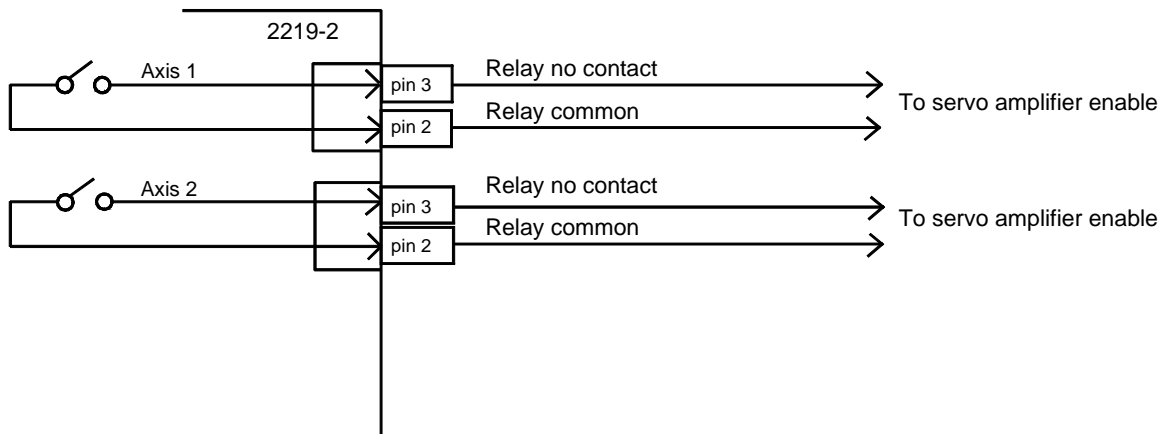 2219-2
Axis 1
pin 3
Relay no contact
To servo amplifier enable
pin 2
Relay common
Axis 2
pin 3
Relay no contact
To servo amplifier enable
pin 2
Relay common